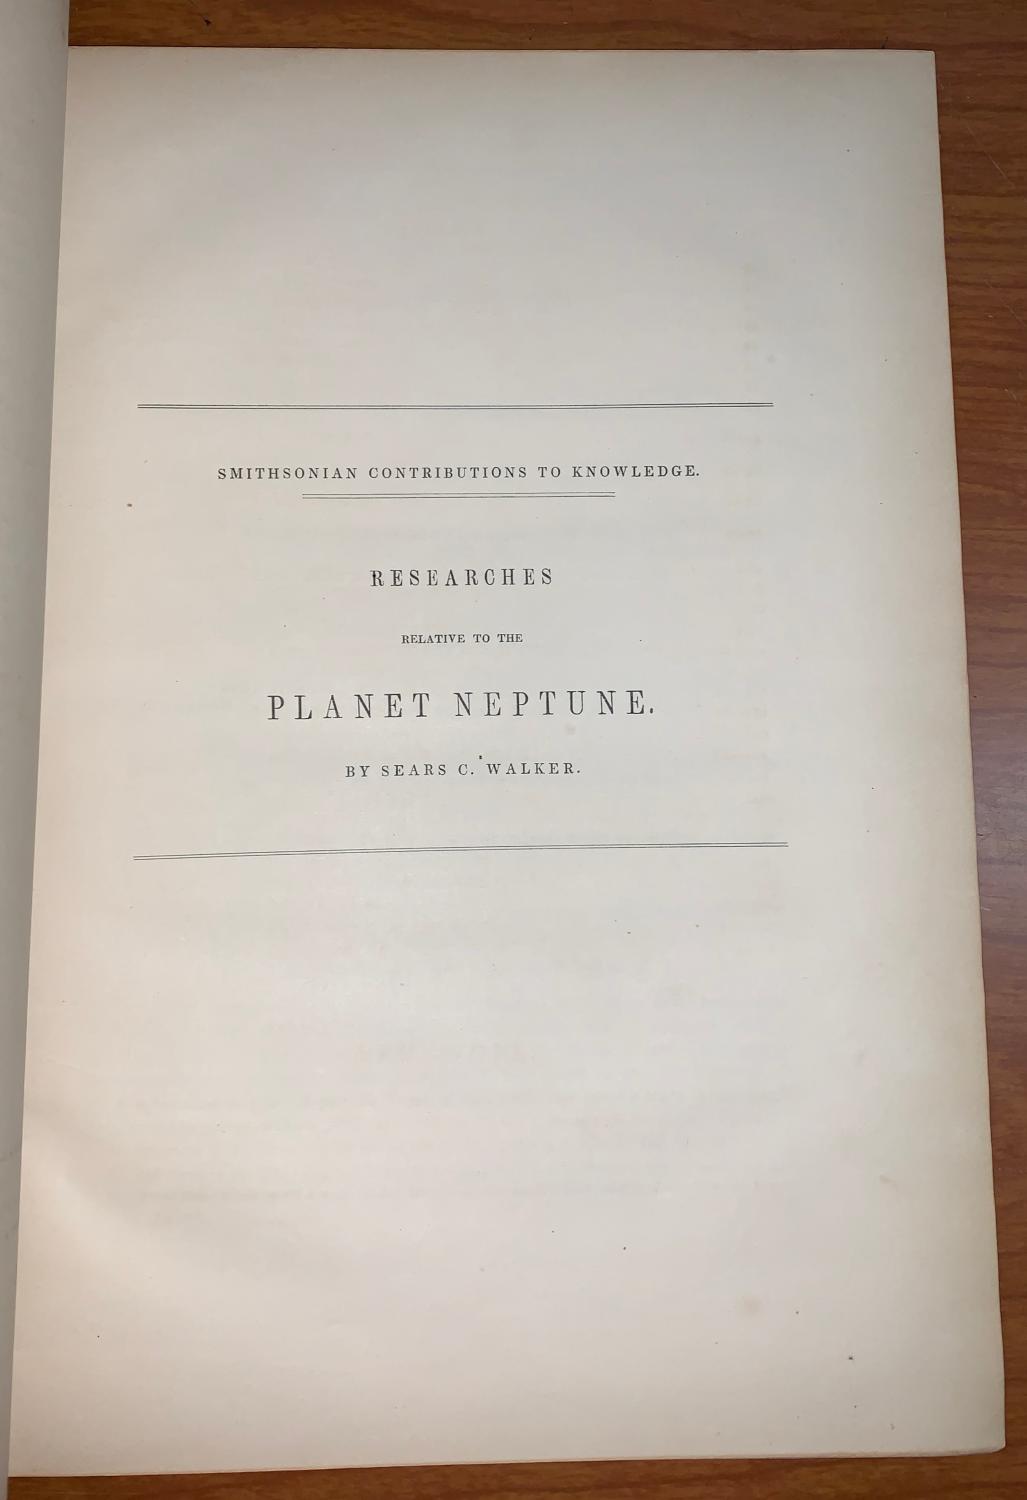 SMITHSONIAN CONTRIBUTIONS TO KNOWLEDGE.
RESEARCHES
RELATIVE TO THE
PLANET NEPTUNE.
BY SEARS C. WALKER.